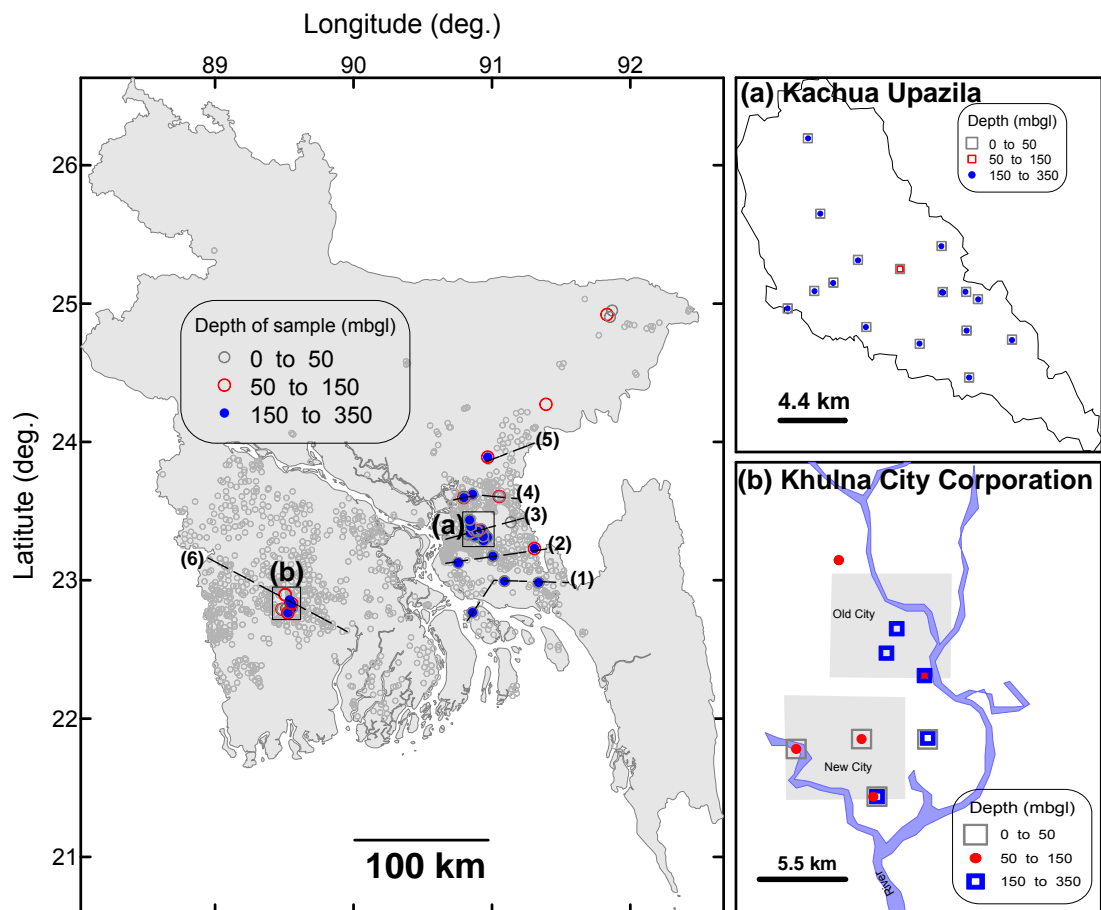 Longitude (deg.)
89 90 91 92
Latitute (deg.)
26
25
24
23
22
21
Depth of sample (mbgl)
0 to 50
50 to 150
150 to 350
(5)
(4)
(3)
(a)
(2)
(6)
(b)
(1)
100 km
(a) Kachua Upazila
Depth (mbgl)
0 to 50
50 to 150
150 to 350
4.4 km
(b) Khulna City Corporation
Old City
New City
Depth (mbgl)
0 to 50
50 to 150
150 to 350
5.5 km
River